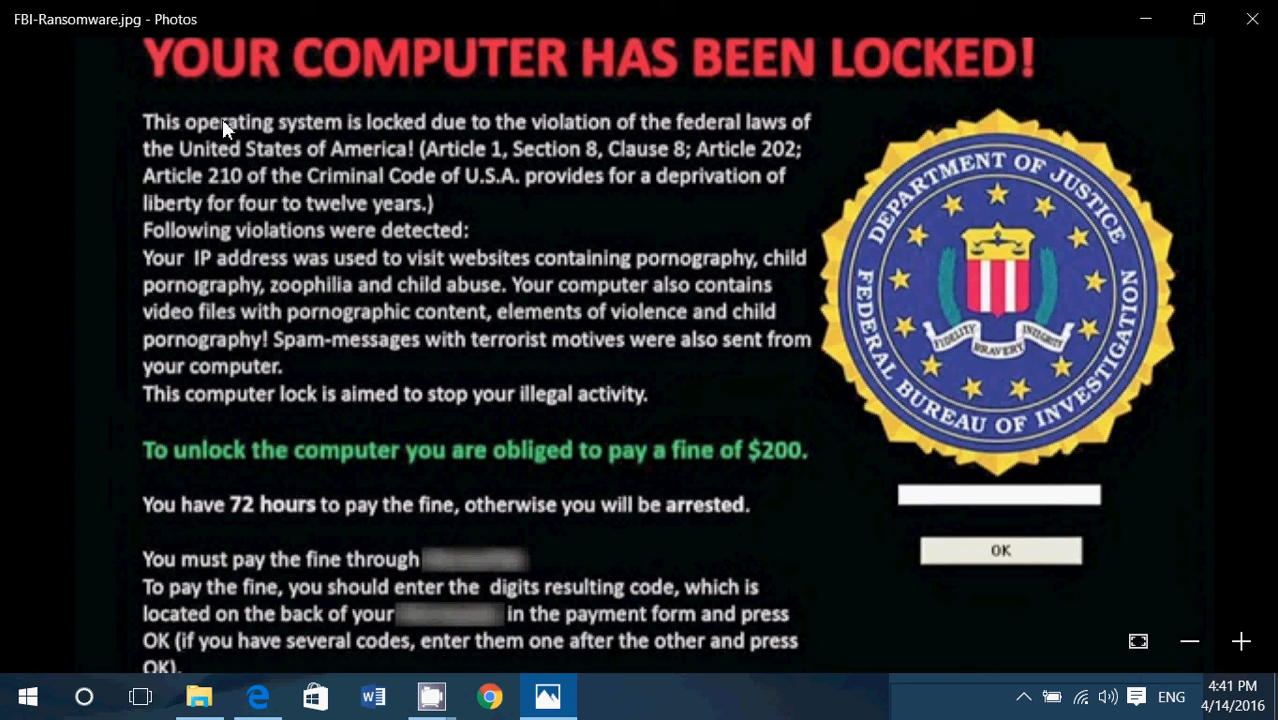 FBI-Ransomware.jpg - Photos
YOUR COMPUTER HAS BEEN LOCKED!
This operating system is locked due to the violation of the federal laws of
the United States of America! (Article 1, Section 8, Clause 8; Article 202;
Article 210 of the Criminal Code of U.S.A. provides for a deprivation of
liberty for four to twelve years.)
Following violations were detected:
Your IP address was used to visit websites containing pornography, child
pornography, zoophilia and child abuse. Your computer also contains
video files with pornographic content, elements of violence and child
pornography! Spam-messages with terrorist motives were also sent from
your computer.
This computer lock is aimed to stop your illegal activity.
To unlock the computer you are obliged to pay a fine of $200.
You have 72 hours to pay the fine, otherwise you will be arrested.
You must pay the fine through
To pay the fine, you should enter the digits resulting code, which is
located on the back of your in the payment form and press
OK (if you have several codes, enter them one after the other and press
OK).
DEPARTMENT OF JUSTICE
FEDERAL BUREAU OF INVESTIGATION
FIDELITY BRAVERY INTEGRITY
OK
ENG
4:41 PM
4/14/2016